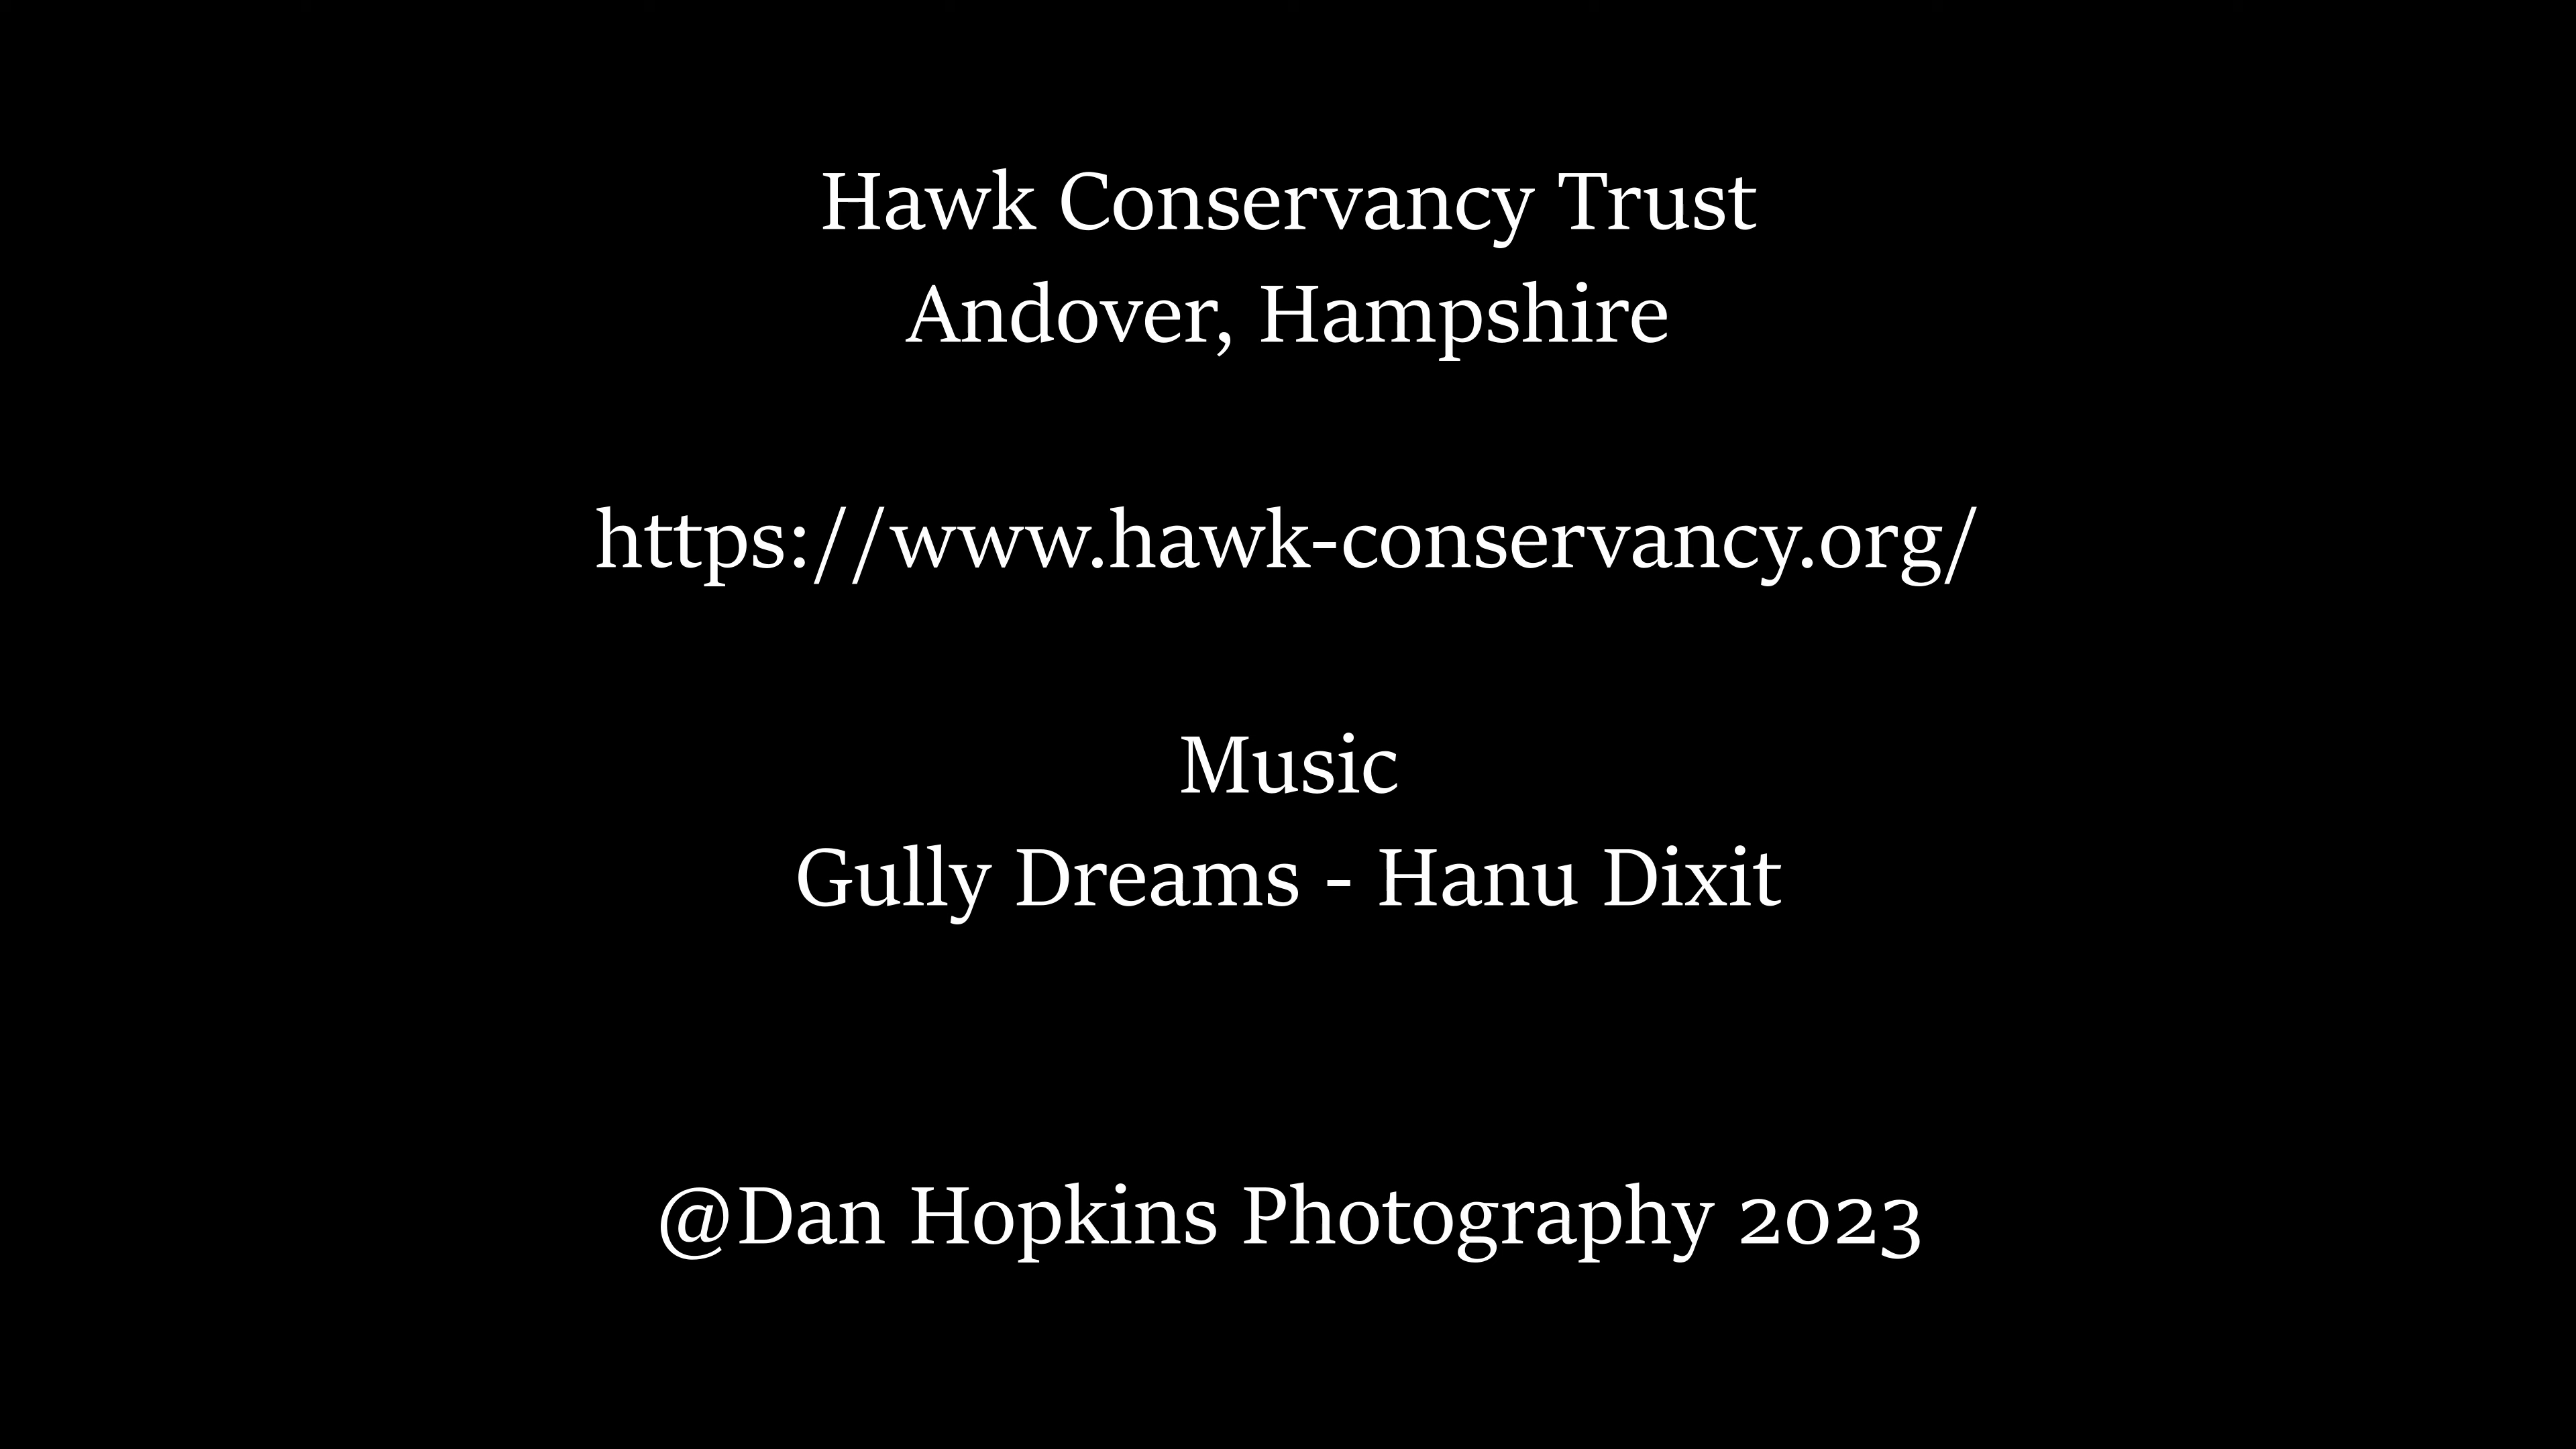 Hawk Conservancy Trust
Andover, Hampshire
https://www.hawk-conservancy.org/
Music
Gully Dreams - Hanu Dixit
@Dan Hopkins Photography 2023